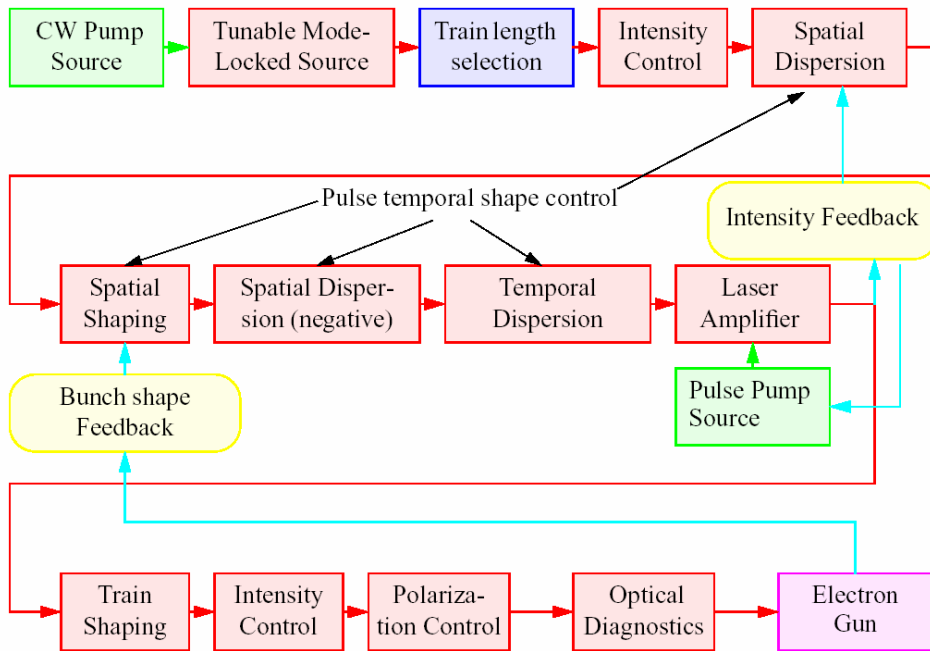 CW Pump
Source
Tunable Mode-
Locked Source
Train length
selection
Intensity
Control
Spatial
Dispersion
Pulse temporal shape control
Intensity Feedback
Spatial
Shaping
Spatial Disper-
sion (negative)
Temporal
Dispersion
Laser
Amplifier
Bunch shape
Feedback
Pulse Pump
Source
Train
Shaping
Intensity
Control
Polariza-
tion Control
Optical
Diagnostics
Electron
Gun